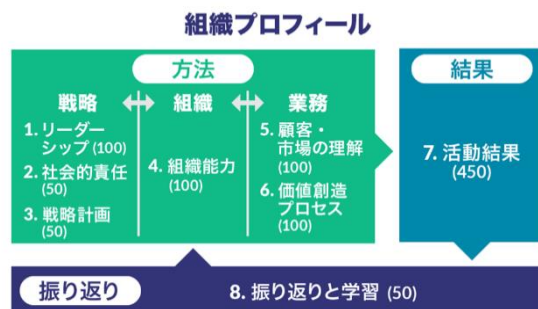 組織プロフィール
方法
戦略
組織
業務
1. リーダー
シップ (100)
2. 社会的責任
(50)
3. 戦略計画
(50)
4. 組織能力
(100)
5. 顧客・
市場の理解
(100)
6. 価値創造
プロセス
(100)
結果
7. 活動結果
(450)
振り返り
8. 振り返りと学習 (50)